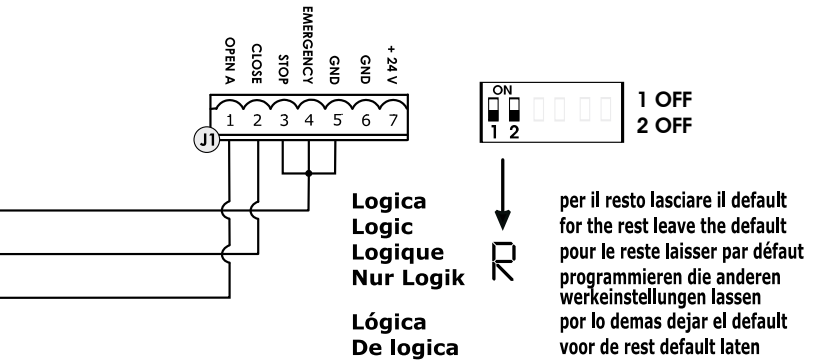 OPEN A
CLOSE
STOP
EMERGENCY
GND
GND
+ 24 V
1 2 3 4 5 6 7
J1
ON
1 2
1 OFF
2 OFF
Logica
Logic
Logique
Nur Logik
Lógica
De logica
R
per il resto lasciare il default
for the rest leave the default
pour le reste laisser par défaut
programmieren die anderen
werkeinstellungen lassen
por lo demas dejar el default
voor de rest default laten